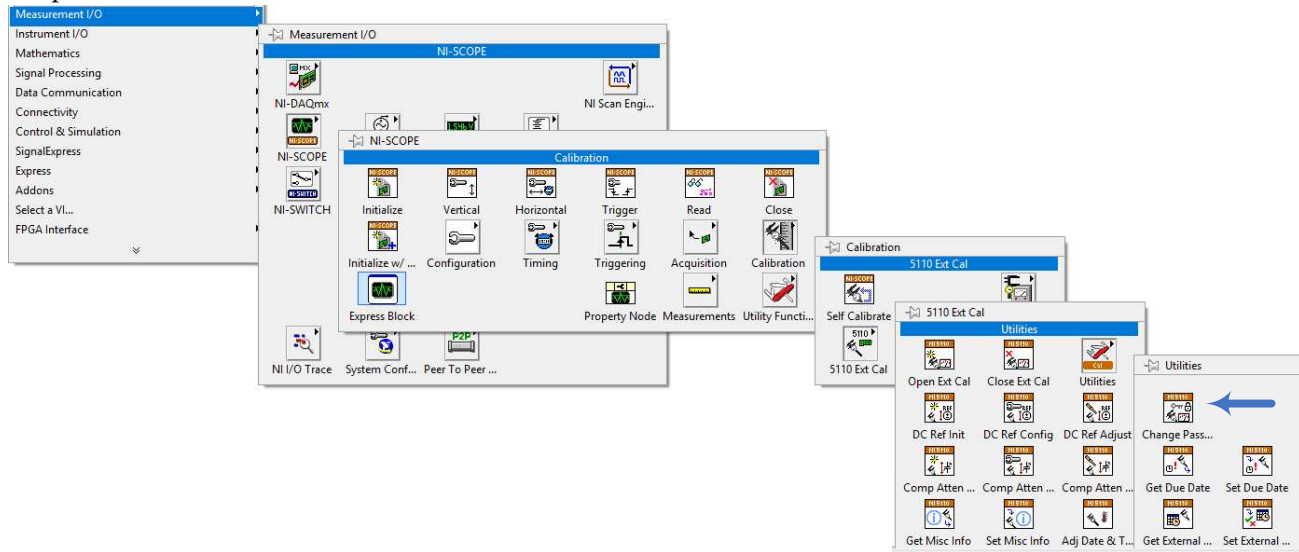 Measurement I/O
Instrument I/O
Mathematics
Signal Processing
Data Communication
Connectivity
Control & Simulation
SignalExpress
Express
Addons
Select a VI...
FPGA Interface
Measurement I/O
NI-SCOPE
NI-DAQmx
NI Scan Engi...
NI-SCOPE
NI-SWITCH
NI I/O Trace
System Conf...
Peer To Peer ...
NI-SCOPE
Calibration
Initialize
Vertical
Horizontal
Trigger
Read
Close
Initialize w/ ...
Configuration
Timing
Triggering
Acquisition
Calibration
Express Block
Property Node
Measurements
Utility Functi...
Calibration
5110 Ext Cal
Self Calibrate
5110 Ext Cal
5110 Ext Cal
Utilities
Open Ext Cal
Close Ext Cal
Utilities
DC Ref Init
DC Ref Config
DC Ref Adjust
Comp Atten ...
Comp Atten ...
Comp Atten ...
Get Misc Info
Set Misc Info
Adj Date & T...
Utilities
Change Pass...
Get Due Date
Set Due Date
Get External ...
Set External ...